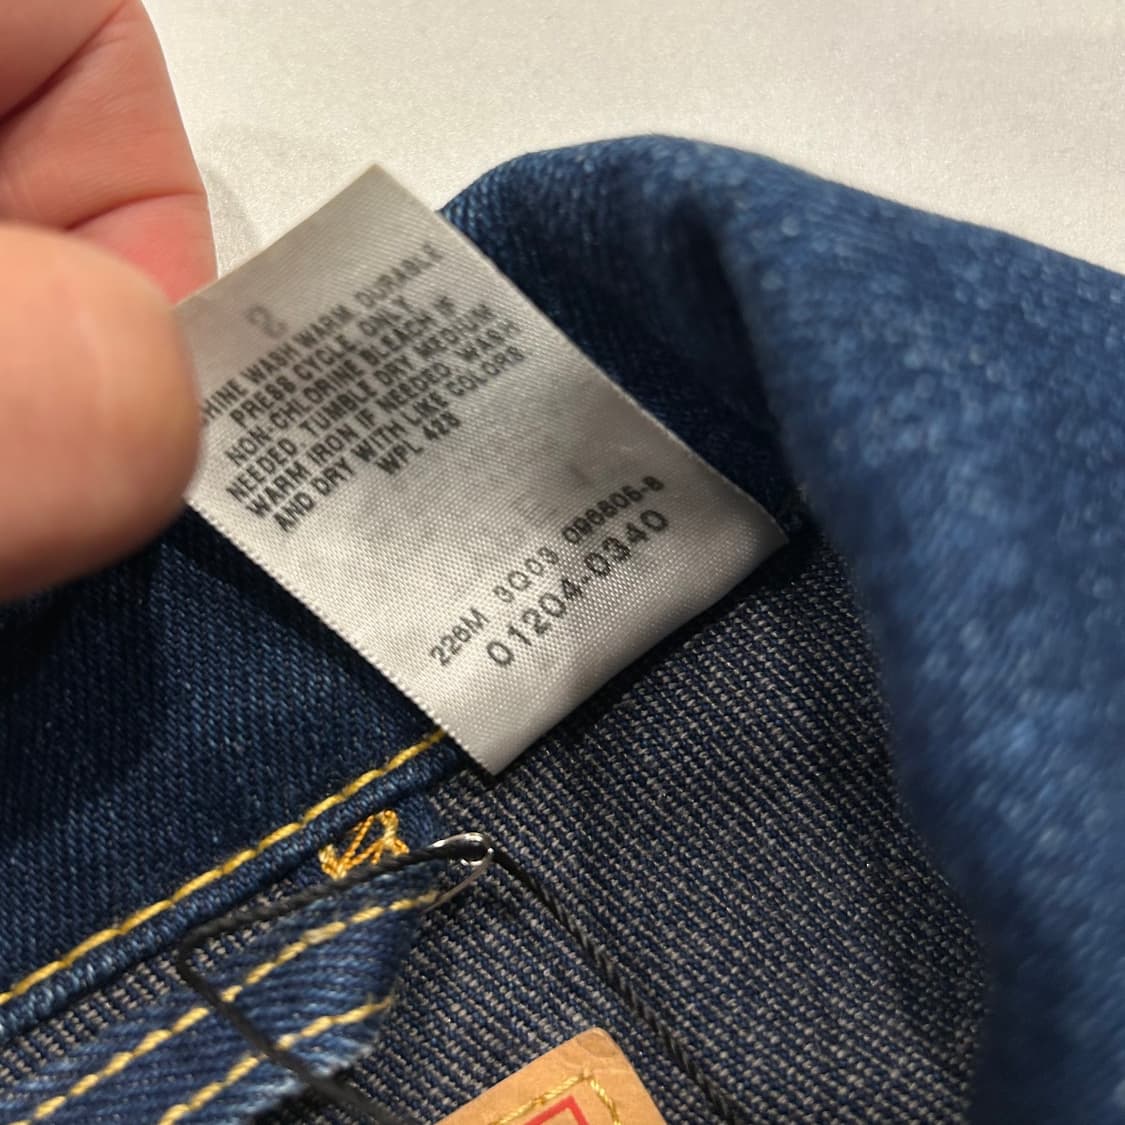 HINE WASH WARM DURABLE
PRESS CYCLE ONLY
NON-CHLORINE BLEACH IF
NEEDED, TUMBLE DRY MEDIUM
WARM IRON IF NEEDED, WASH
AND DRY WITH LIKE COLORS
WPL 423
226M 3Q03 096806-8
01204-0340